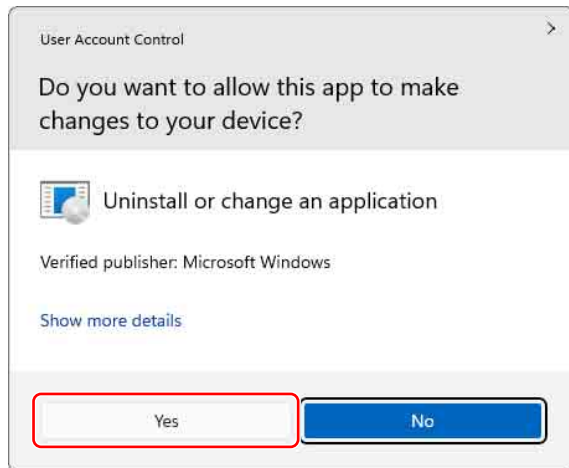 User Account Control
Do you want to allow this app to make
changes to your device?
Uninstall or change an application
Verified publisher: Microsoft Windows
Show more details
Yes
No